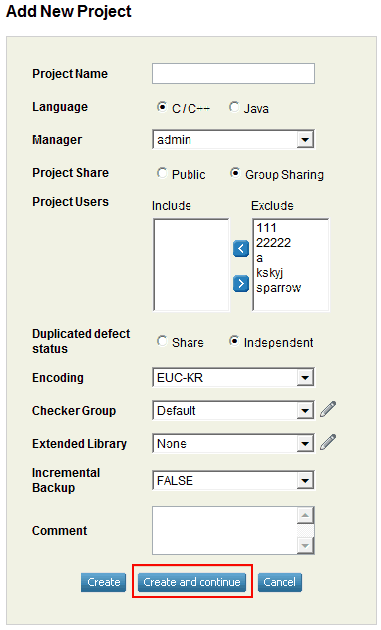 Add New Project
Project Name
Language C / C++ Java
Manager admin
Project Share Public Group Sharing
Project Users Include Exclude
111
22222
a
kskyj
sparrow
Duplicated defect
status Share Independent
Encoding EUC-KR
Checker Group Default
Extended Library None
Incremental
Backup FALSE
Comment
Create Create and continue Cancel